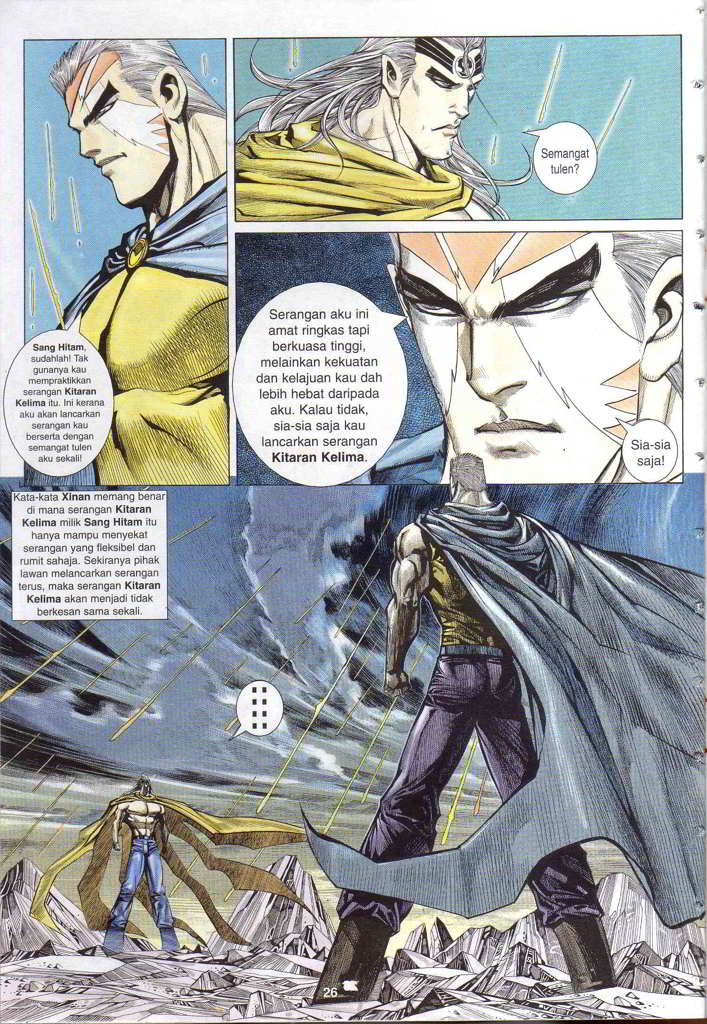 Sang Hitam,
sudahlah! Tak
gunanya kau
mempraktikkan
serangan Kitaran
Kelima itu. Ini kerana
aku akan lancarkan
serangan kau
berserta dengan
semangat tulen
aku sekali!
Semangat
tulen?
Serangan aku ini
amat ringkas tapi
berkuasa tinggi,
melainkan kekuatan
dan kelajuan kau dah
lebih hebat daripada
aku. Kalau tidak,
sia-sia saja kau
lancarkan serangan
Kitaran Kelima.
Sia-sia
saja!
Kata-kata Xinan memang benar
di mana serangan Kitaran
Kelima milik Sang Hitam itu
hanya mampu menyekat
serangan yang fleksibel dan
rumit sahaja. Sekiranya pihak
lawan melancarkan serangan
terus, maka serangan Kitaran
Kelima akan menjadi tidak
berkesan sama sekali.
26